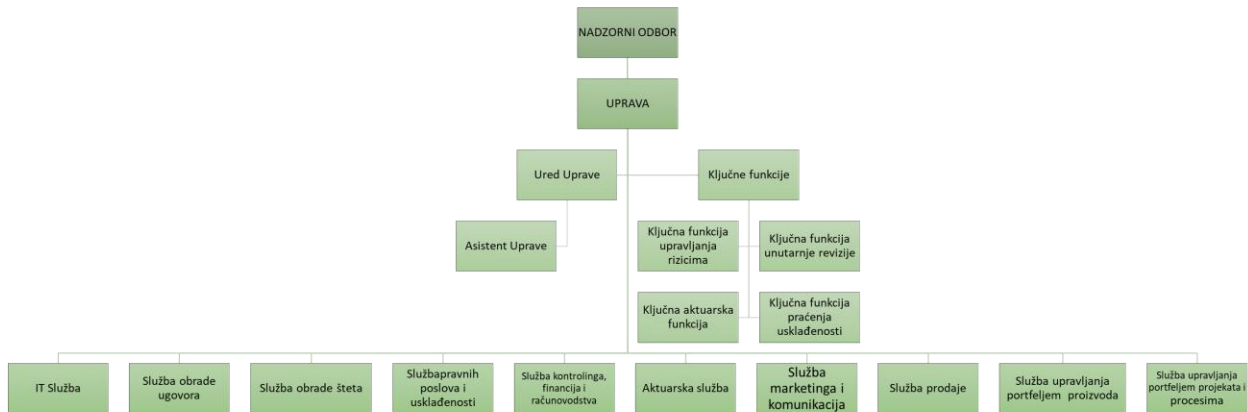 NADZORNI ODBOR
UPRAVA
Ured Uprave
Ključne funkcije
Asistent Uprave
Ključna funkcija
upravljanja
rizicima
Ključna funkcija
unutarnje revizije
Ključna aktuarska
funkcija
Ključna funkcija
praćenja
usklađenosti
IT Služba
Služba obrade
ugovora
Služba obrade šteta
Službapravnih
poslova i
usklađenosti
Služba kontrolinga,
financija i
računovodstva
Aktuarska služba
Služba
marketinga i
komunikacija
Služba prodaje
Služba upravljanja
portfeljem proizvoda
Služba upravljanja
portfeljem projekata i
procesima